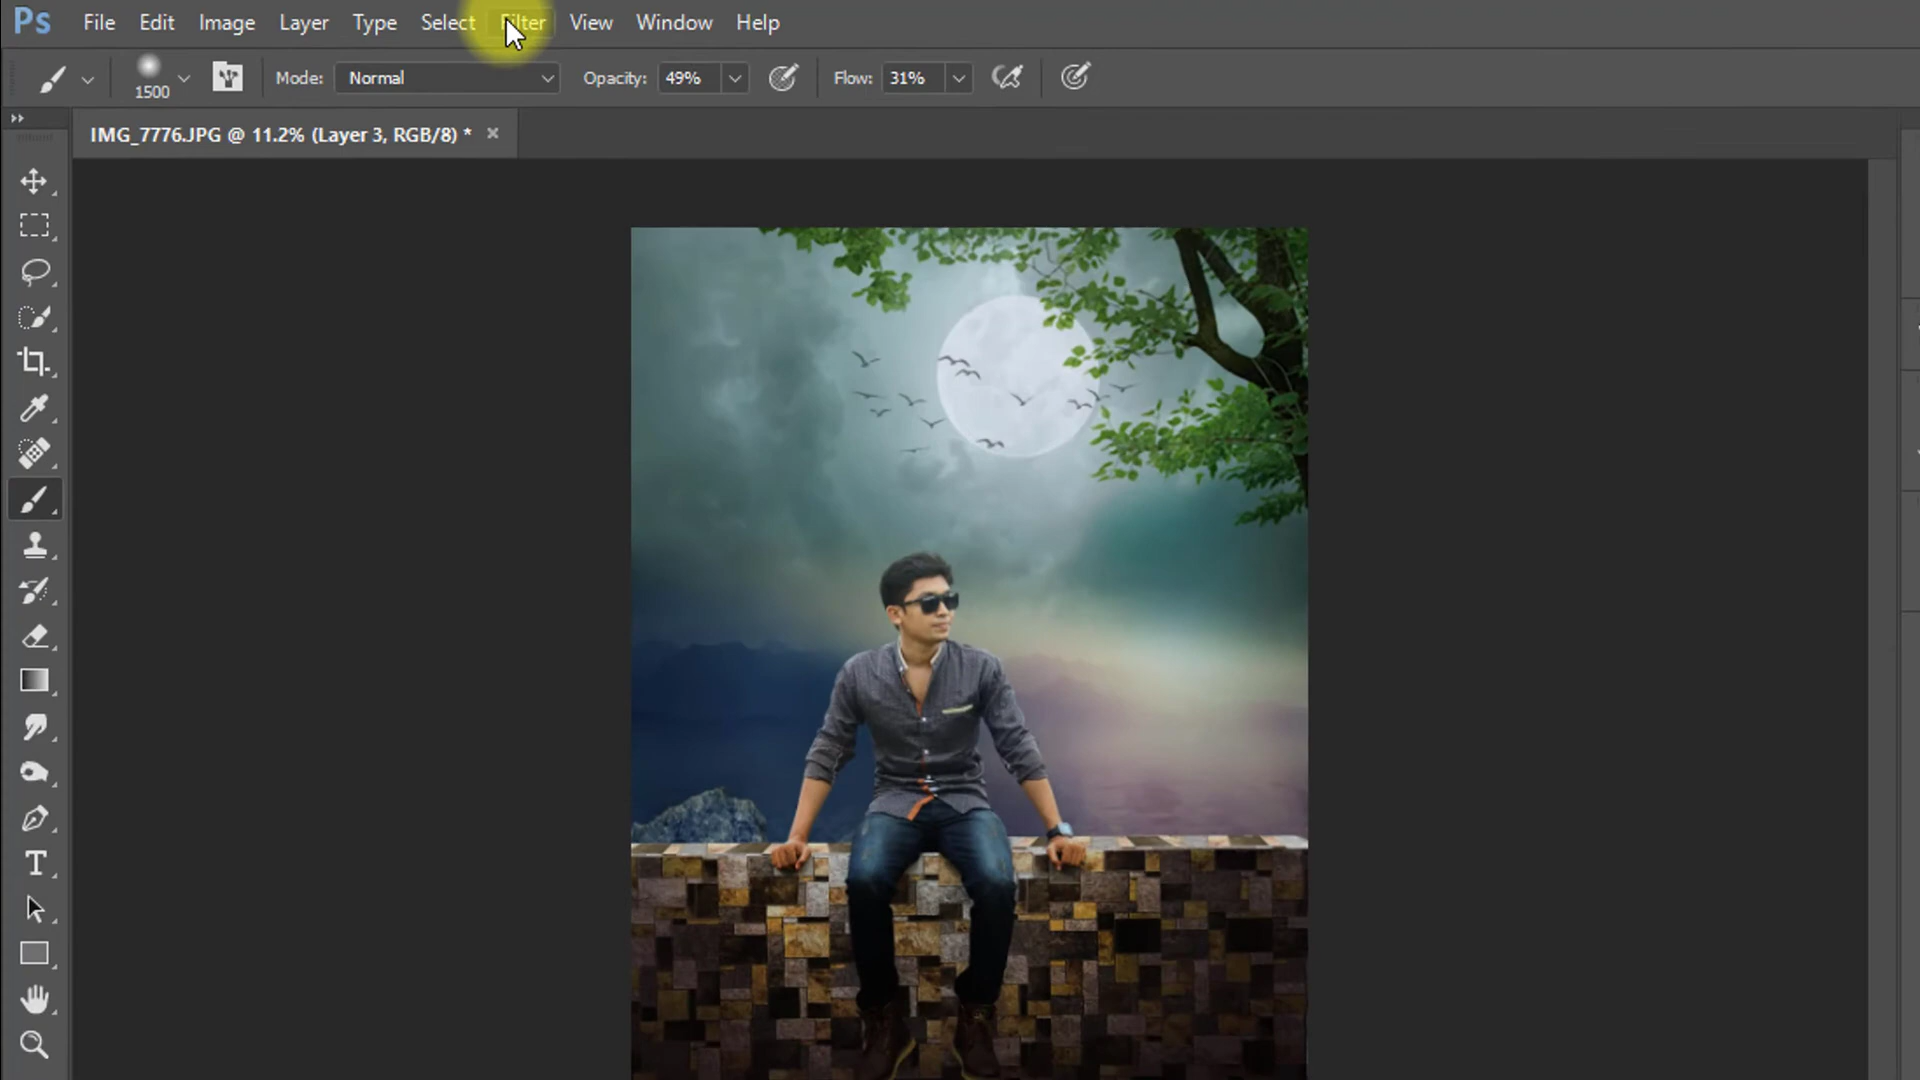 Ps File Edit Image Layer Type Select Filter View Window Help
1500 Mode: Normal Opacity: 49% Flow: 31%
IMG_7776.JPG @ 11.2% (Layer 3, RGB/8) *
T